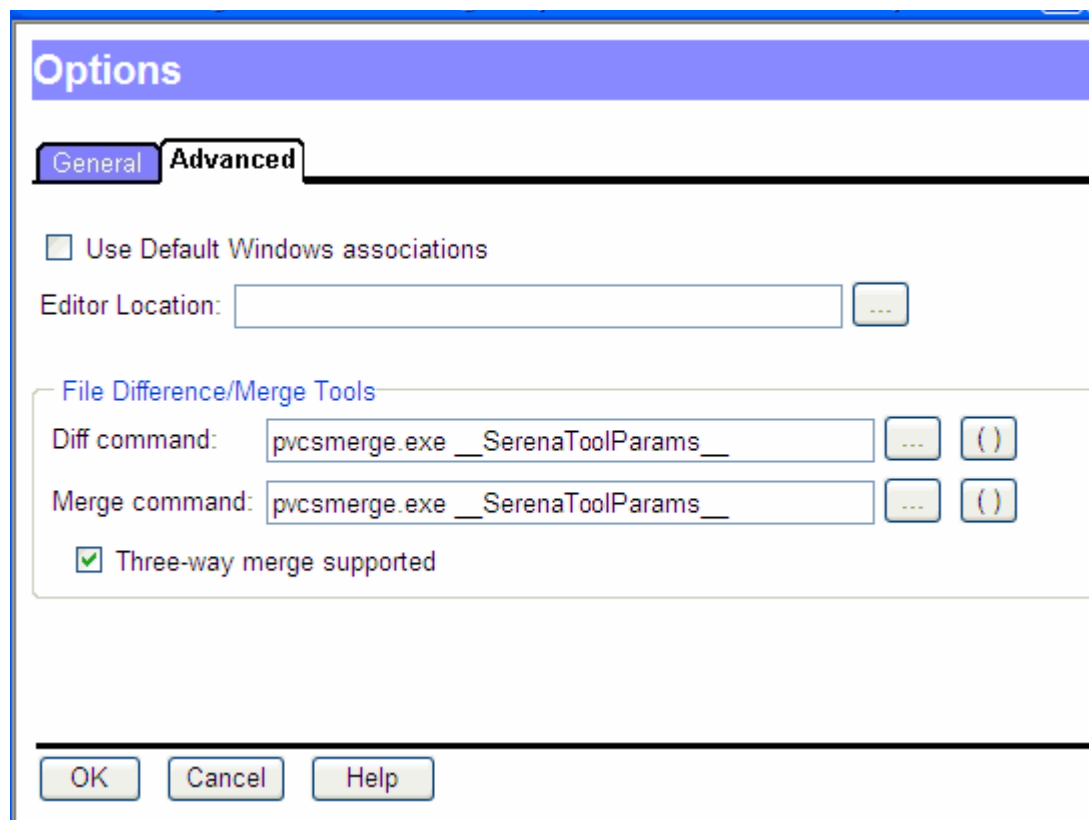 Options
General Advanced
Use Default Windows associations
Editor Location: ...
File Difference/Merge Tools
Diff command: pvcsmerge.exe __SerenaToolParams__ ... ( )
Merge command: pvcsmerge.exe __SerenaToolParams__ ... ( )
Three-way merge supported
OK Cancel Help